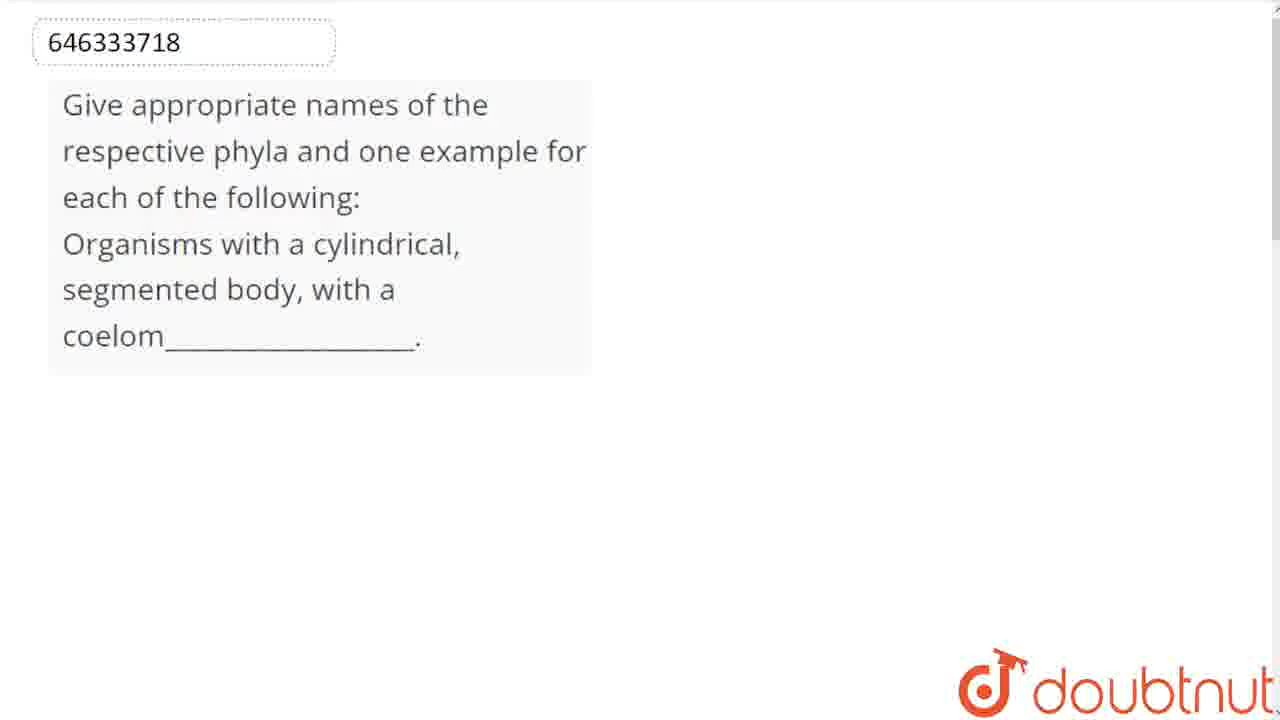 646333718
Give appropriate names of the
respective phyla and one example for
each of the following:
Organisms with a cylindrical,
segmented body, with a
coelom_________________.
doubtnut